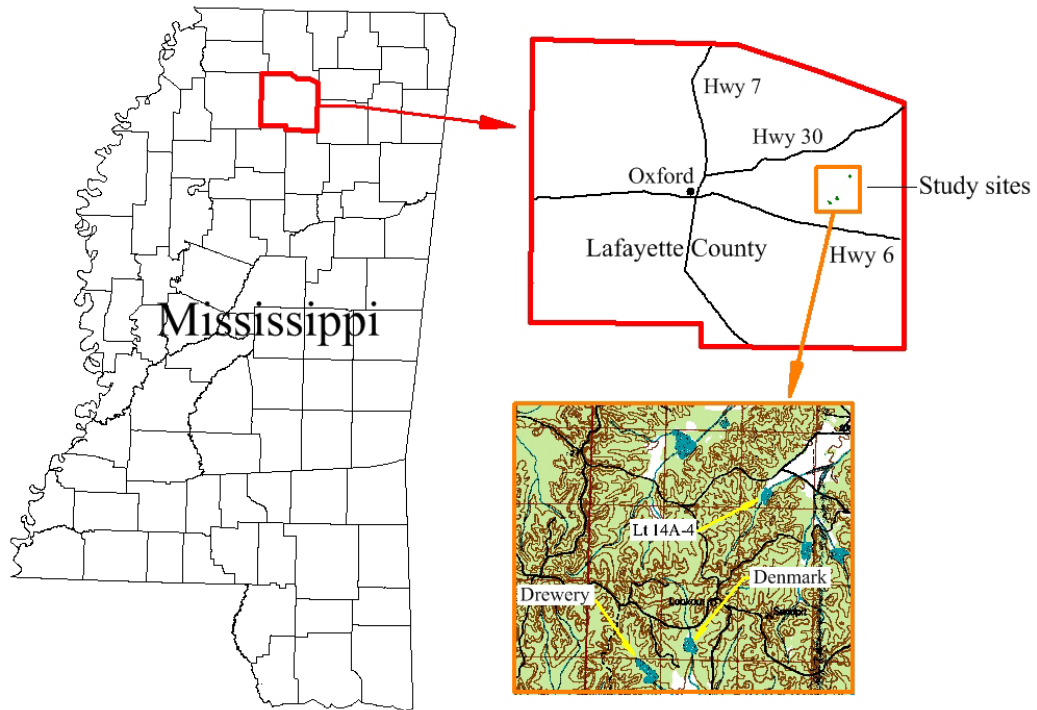 Mississippi
Hwy 7
Hwy 30
Oxford
Study sites
Lafayette County
Hwy 6
Lt 14A-4
Denmark
Drewery